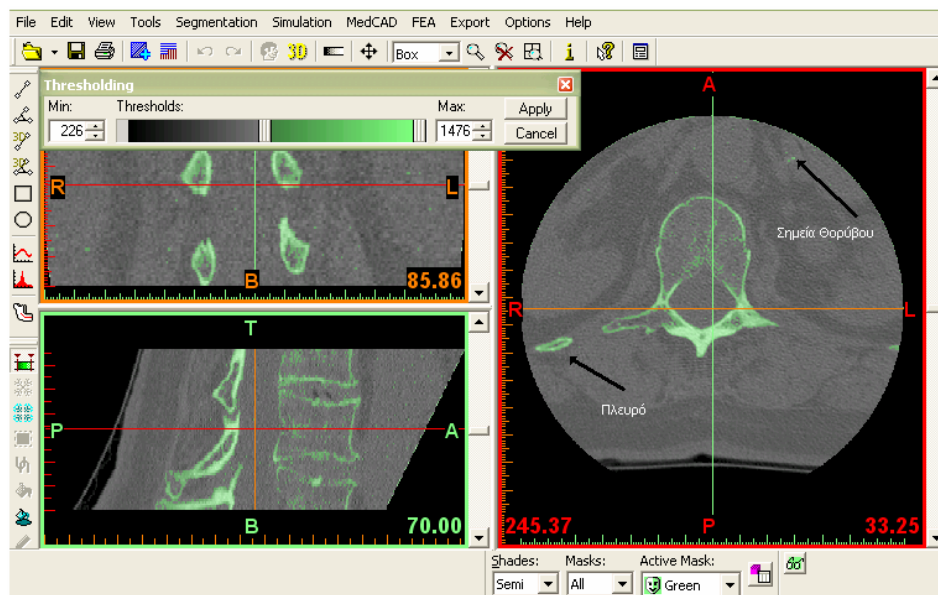 File Edit View Tools Segmentation Simulation MedCAD FEA Export Options Help
3D Box
Thresholding
Min: Thresholds: Max: Apply
226 1476 Cancel
3D
3D
R L
B 85.86
A
Σημεία Θορύβου
R L
Πλευρό
245.37 P 33.25
T
P A
B 70.00
Shades: Masks: Active Mask:
Semi All Green